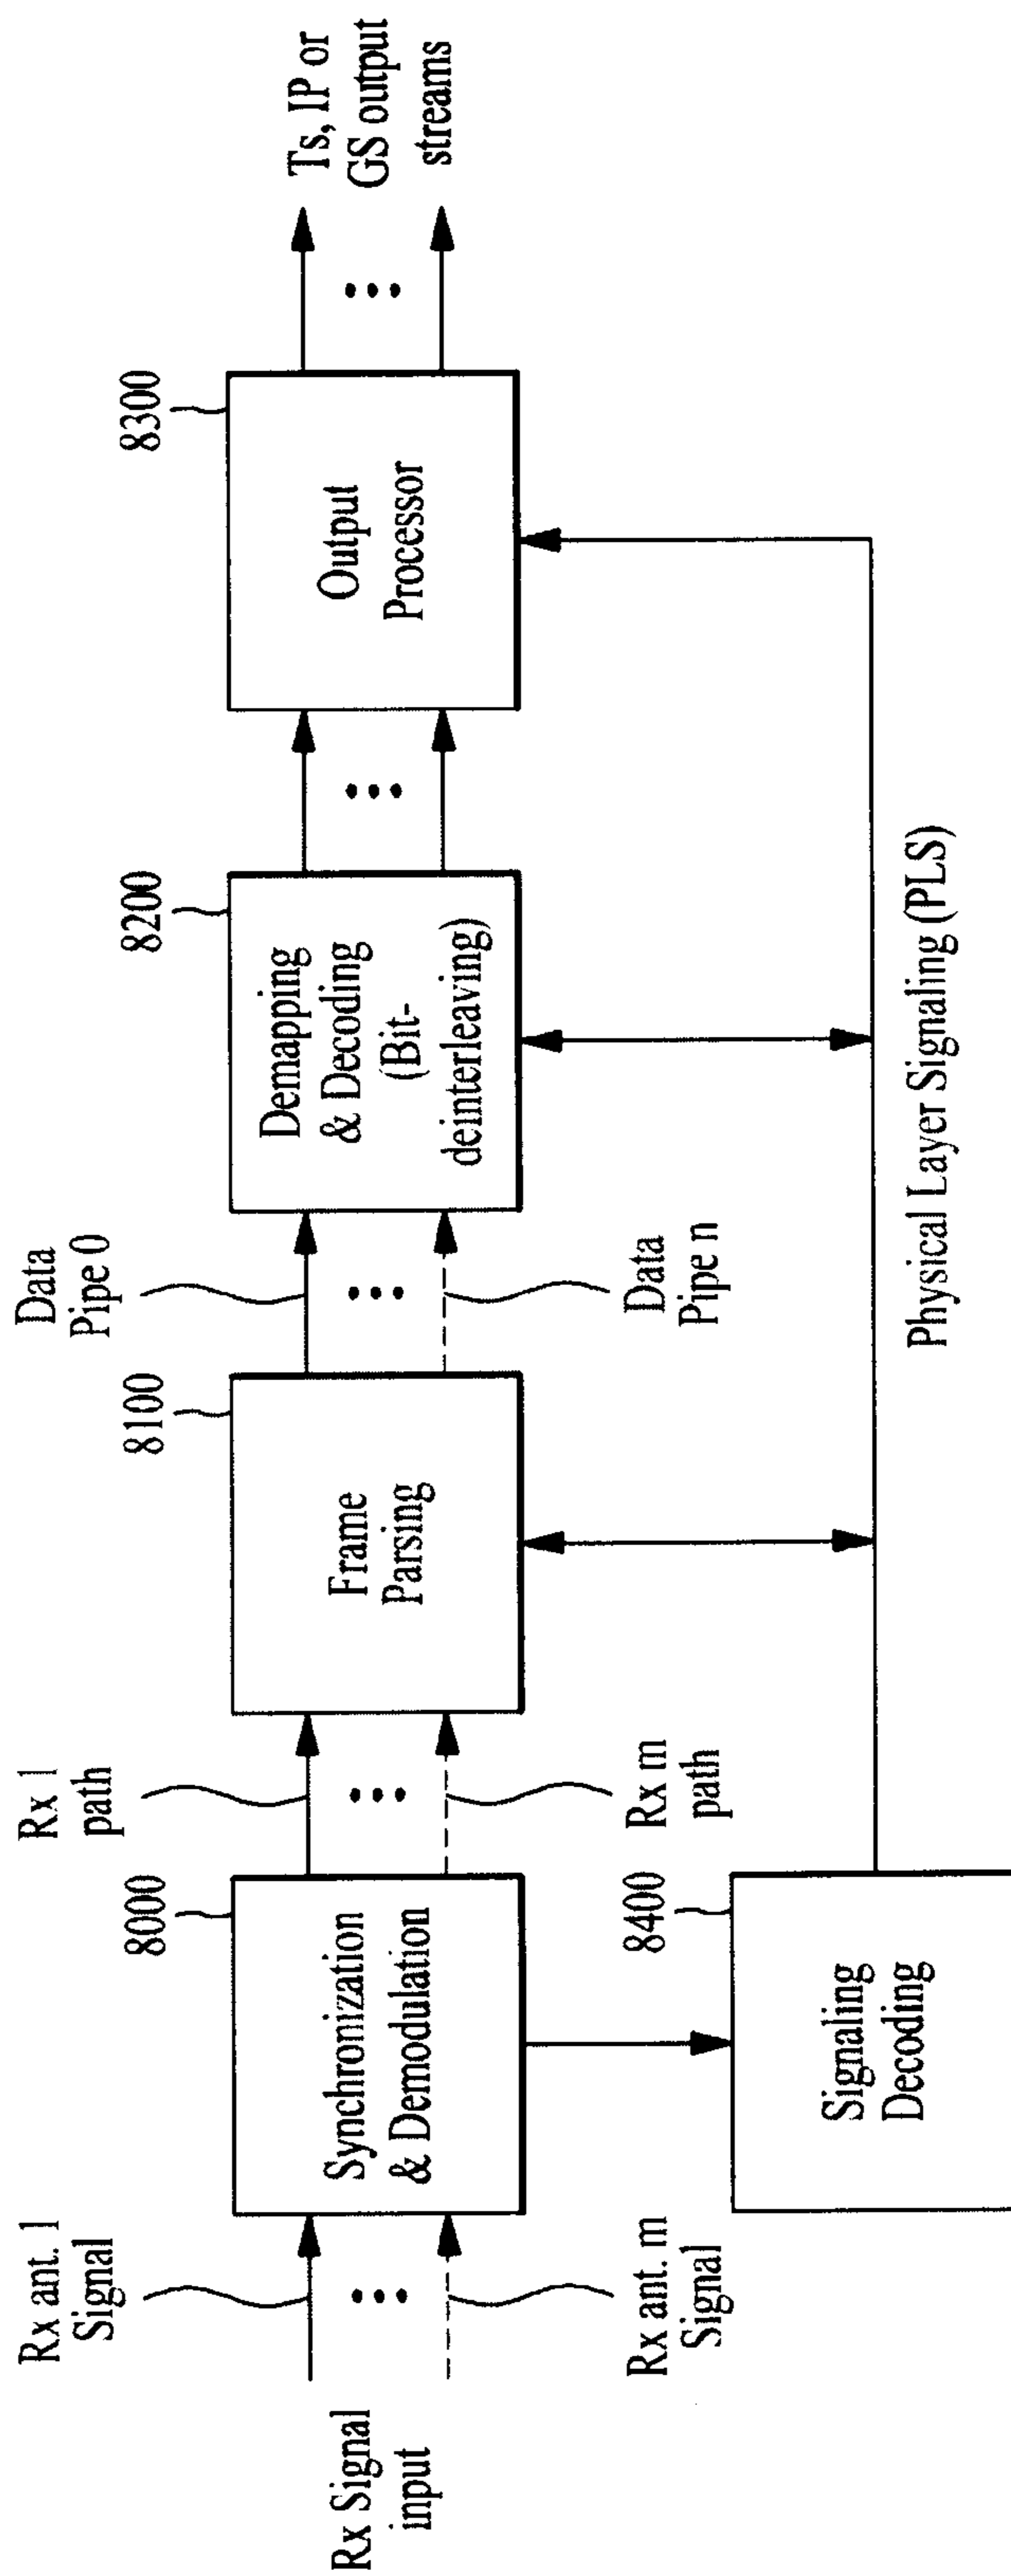 Rx Signal
input
Rx ant. 1
Signal
Rx ant. m
Signal
8000
Synchronization
& Demodulation
Rx 1
path
Rx m
path
8100
Frame
Parsing
Data
Pipe 0
Data
Pipe n
8200
Demapping
& Decoding
(Bit-
deinterleaving)
8300
Output
Processor
Ts, IP or
GS output
streams
8400
Signaling
Decoding
Physical Layer Signaling (PLS)